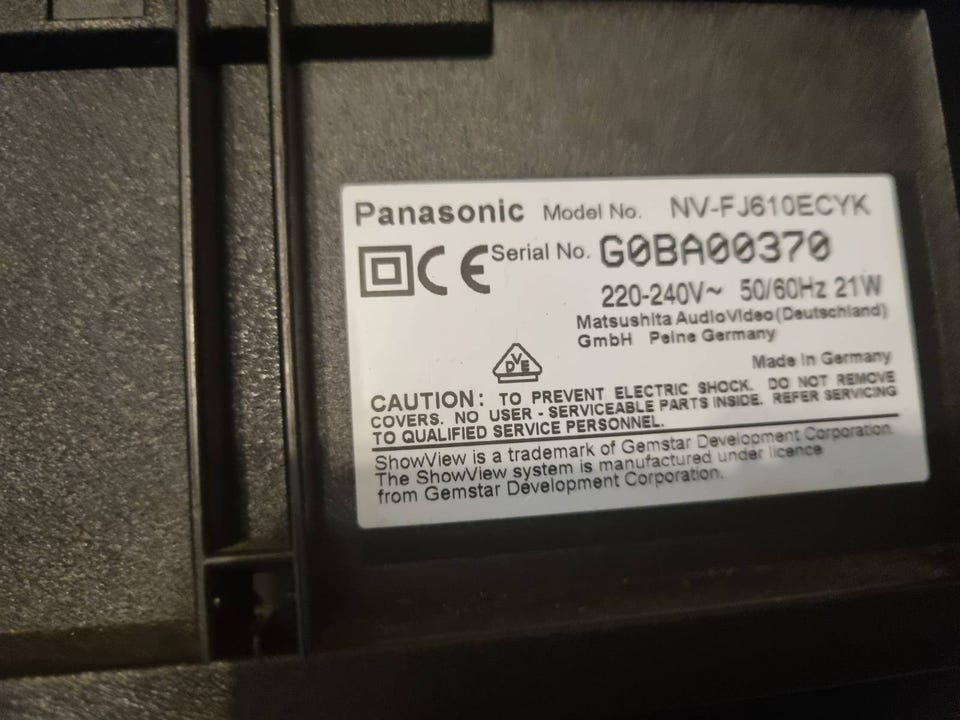 Panasonic Model No. NV-FJ610ECYK
CE Serial No. G0BA00370
220-240V~ 50/60Hz 21W
Matsushita AudioVideo(Deutschland)
GmbH Peine Germany
VDE
Made in Germany
CAUTION: TO PREVENT ELECTRIC SHOCK. DO NOT REMOVE
COVERS. NO USER - SERVICEABLE PARTS INSIDE. REFER SERVICING
TO QUALIFIED SERVICE PERSONNEL.
ShowView is a trademark of Gemstar Development Corporation.
The ShowView system is manufactured under licence
from Gemstar Development Corporation.